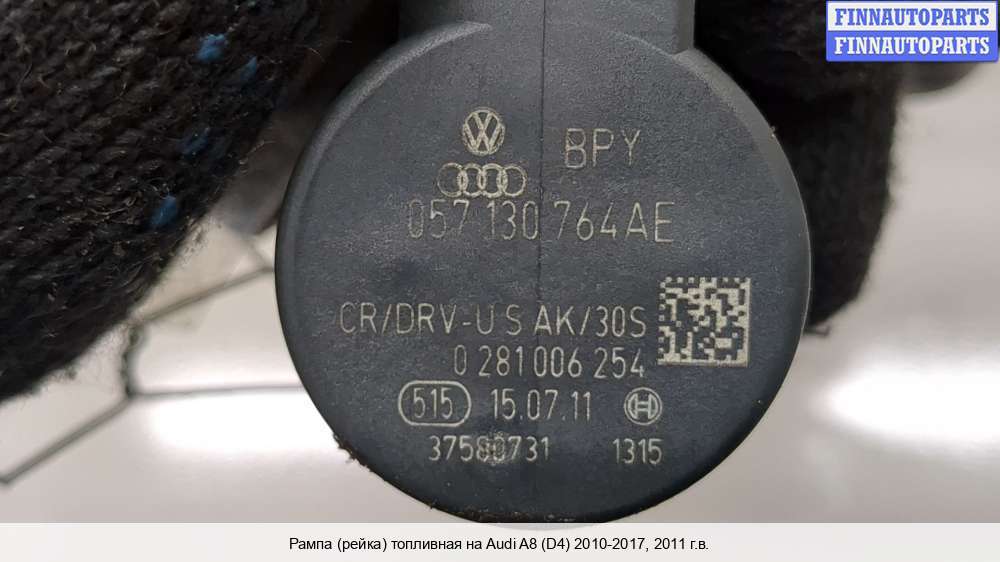 FINNAUTOPARTS
FINNAUTOPARTS
BPY
057 130 764AE
CR/DRV-U S AK/30S
0 281 006 254
515 15.07.11
37580731 1315
Рампа (рейка) топливная на Audi A8 (D4) 2010-2017, 2011 г.в.